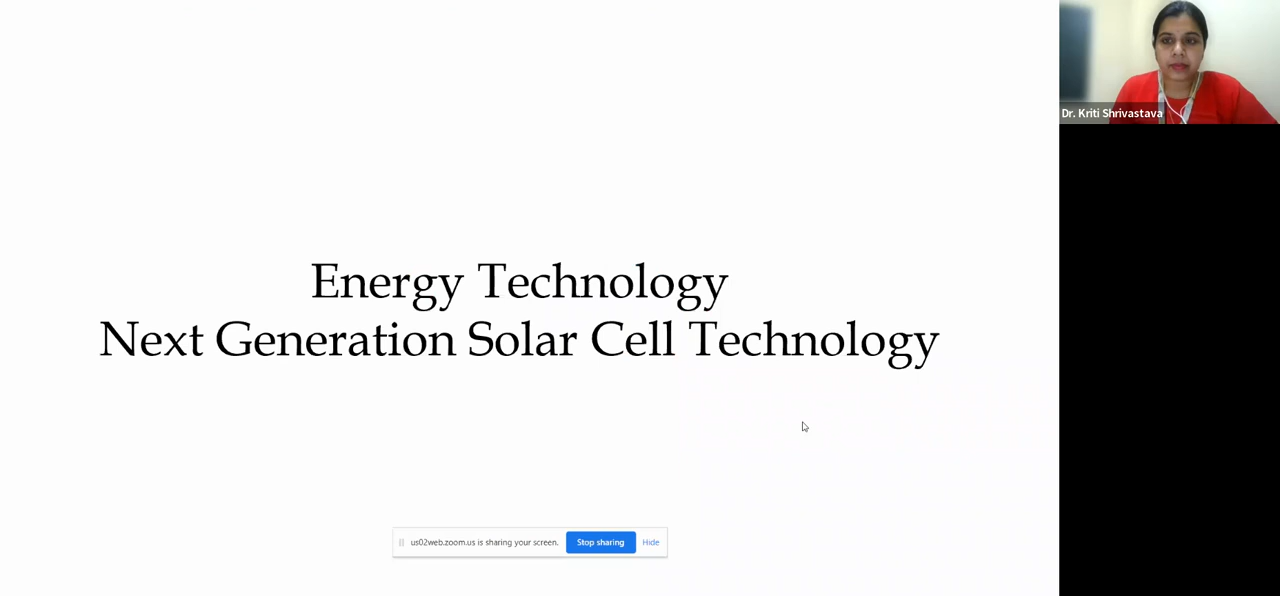 Dr. Kriti Shrivastava
Energy Technology
Next Generation Solar Cell Technology
us02web.zoom.us is sharing your screen. Stop sharing Hide